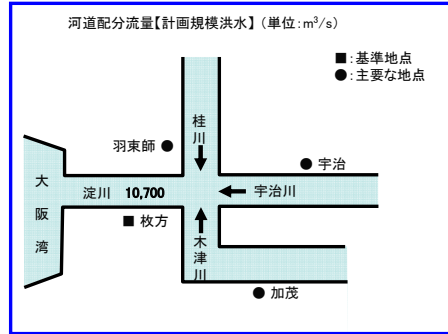 河道配分流量【計画規模洪水】(単位:m³/s)
■:基準地点
●:主要な地点
桂川
羽束師●
●宇治
大阪湾
淀川 10,700
宇治川
■枚方
木津川
●加茂